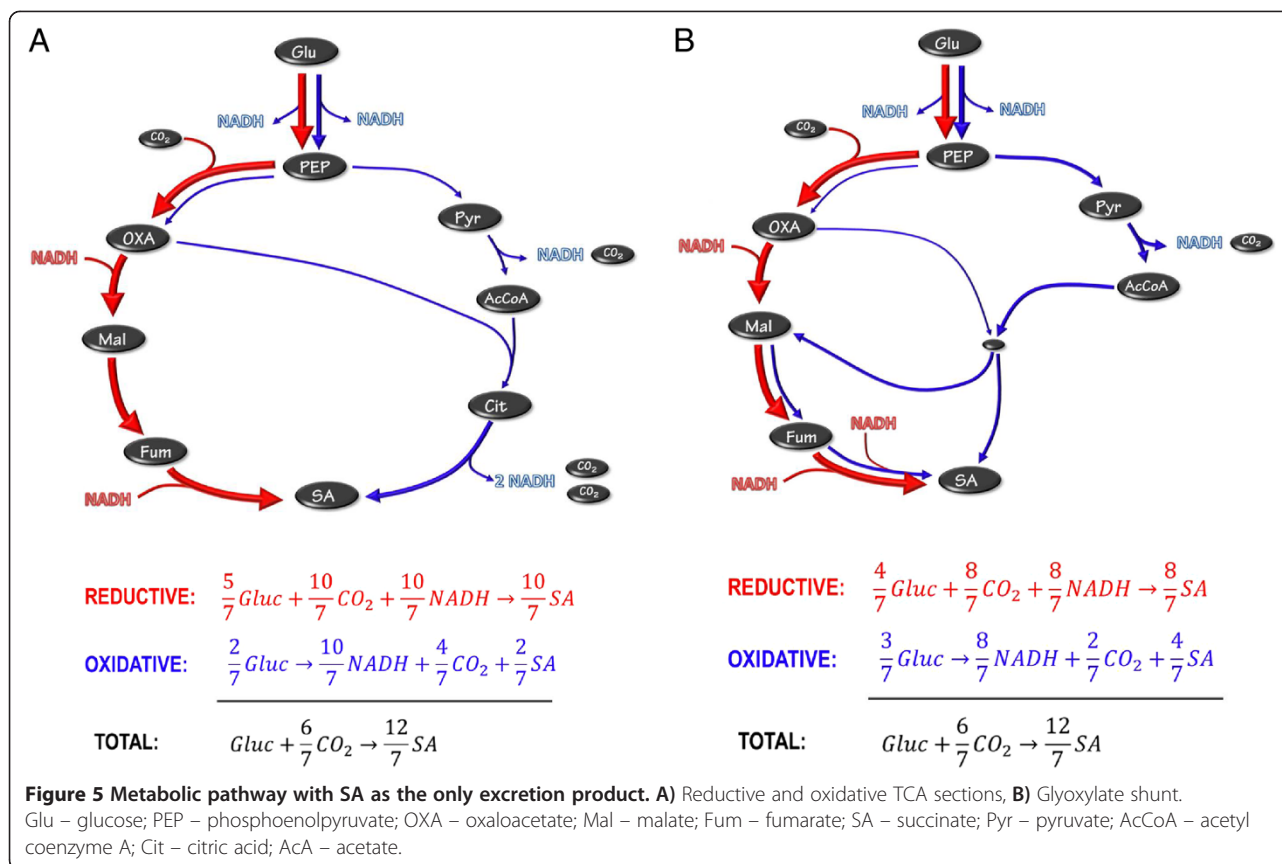 A
Glu
NADH NADH
CO₂
PEP
OXA
Pyr
NADH
NADH CO₂
AcCoA
Mal
Cit
Fum
NADH
SA
2 NADH
CO₂
CO₂
REDUCTIVE: 5/7 Gluc + 10/7 CO₂ + 10/7 NADH → 10/7 SA
OXIDATIVE: 2/7 Gluc → 10/7 NADH + 4/7 CO₂ + 2/7 SA
TOTAL: Gluc + 6/7 CO₂ → 12/7 SA
B
Glu
NADH NADH
CO₂
PEP
OXA
Pyr
NADH
NADH CO₂
AcCoA
Mal
Fum
NADH
NADH
SA
REDUCTIVE: 4/7 Gluc + 8/7 CO₂ + 8/7 NADH → 8/7 SA
OXIDATIVE: 3/7 Gluc → 8/7 NADH + 2/7 CO₂ + 4/7 SA
TOTAL: Gluc + 6/7 CO₂ → 12/7 SA
Figure 5 Metabolic pathway with SA as the only excretion product. A) Reductive and oxidative TCA sections, B) Glyoxylate shunt.
Glu – glucose; PEP – phosphoenolpyruvate; OXA – oxaloacetate; Mal – malate; Fum – fumarate; SA – succinate; Pyr – pyruvate; AcCoA – acetyl
coenzyme A; Cit – citric acid; AcA – acetate.